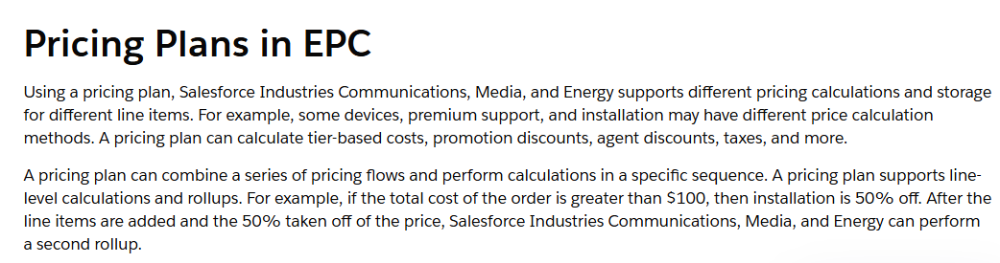 Pricing Plans in EPC
Using a pricing plan, Salesforce Industries Communications, Media, and Energy supports different pricing calculations and storage
for different line items. For example, some devices, premium support, and installation may have different price calculation
methods. A pricing plan can calculate tier-based costs, promotion discounts, agent discounts, taxes, and more.
A pricing plan can combine a series of pricing flows and perform calculations in a specific sequence. A pricing plan supports line-
level calculations and rollups. For example, if the total cost of the order is greater than $100, then installation is 50% off. After the
line items are added and the 50% taken off of the price, Salesforce Industries Communications, Media, and Energy can perform
a second rollup.